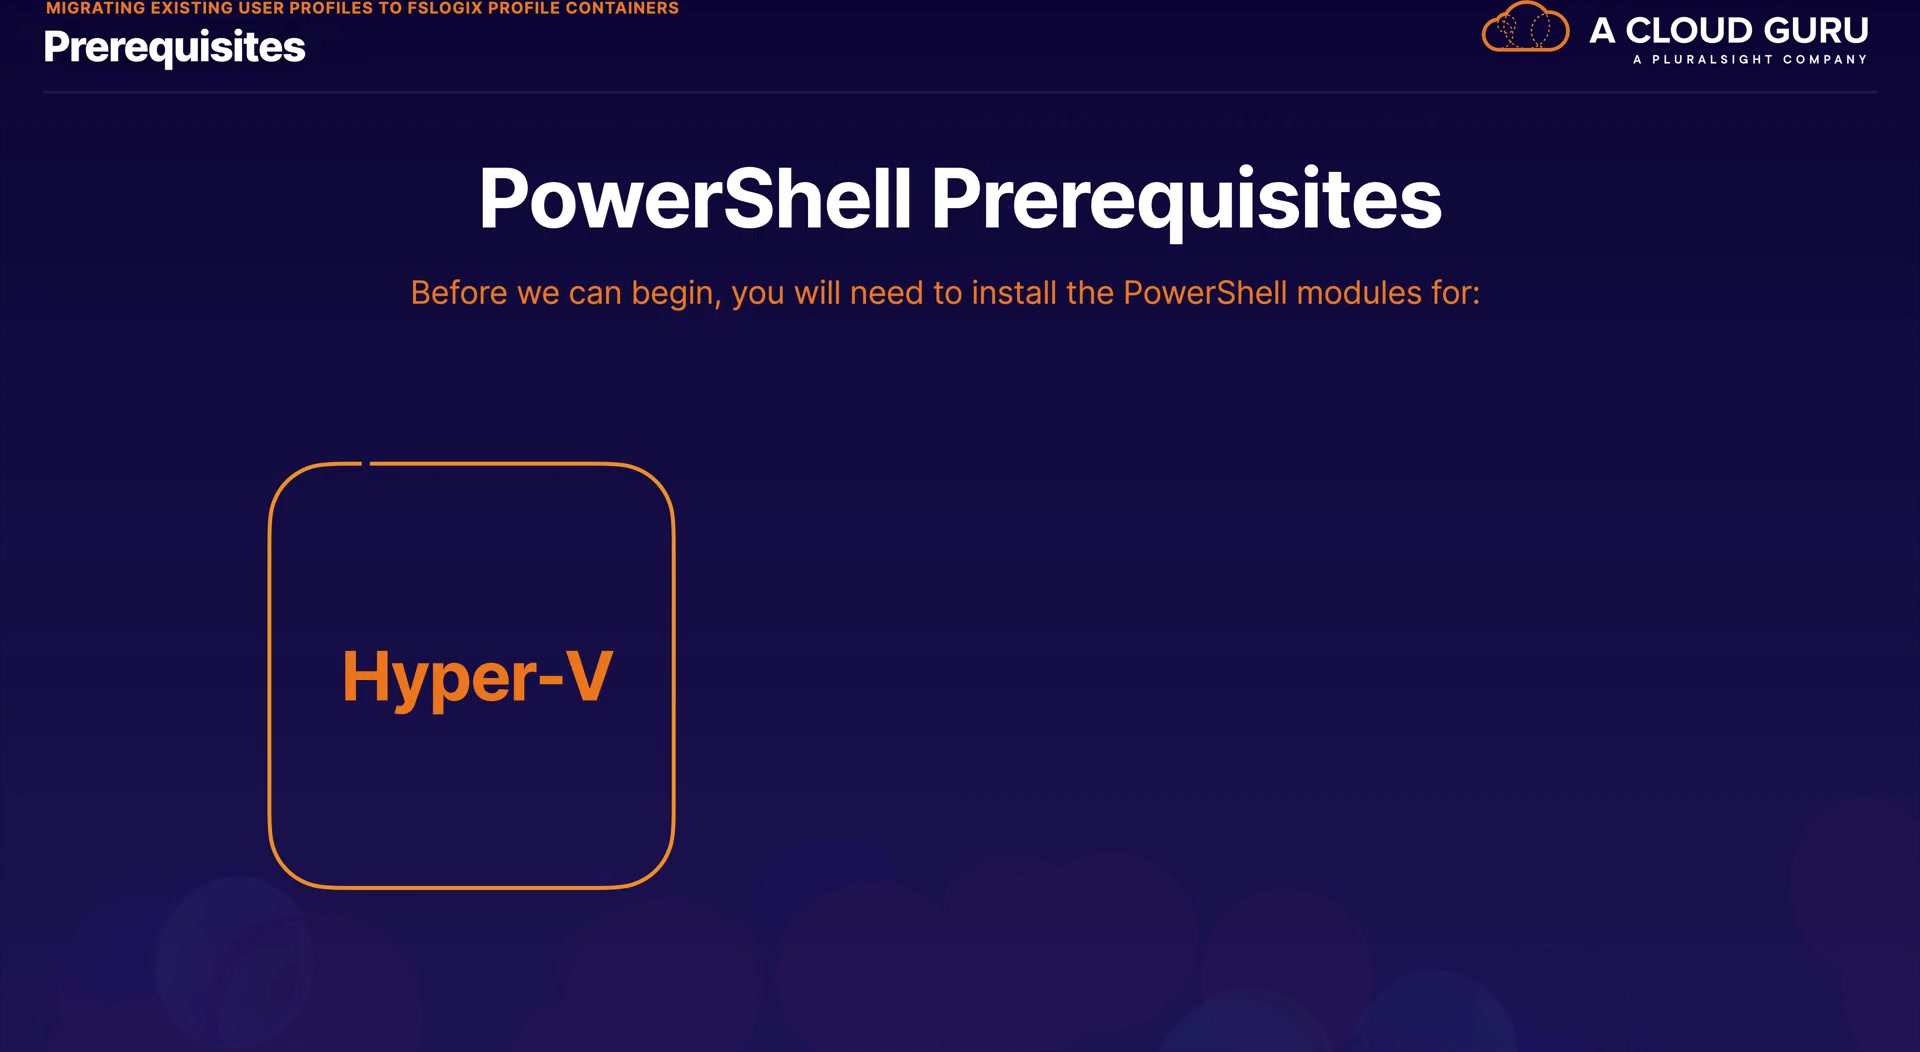 MIGRATING EXISTING USER PROFILES TO FSLOGIX PROFILE CONTAINERS
Prerequisites
A CLOUD GURU
A PLURALSIGHT COMPANY
PowerShell Prerequisites
Before we can begin, you will need to install the PowerShell modules for:
Hyper-V